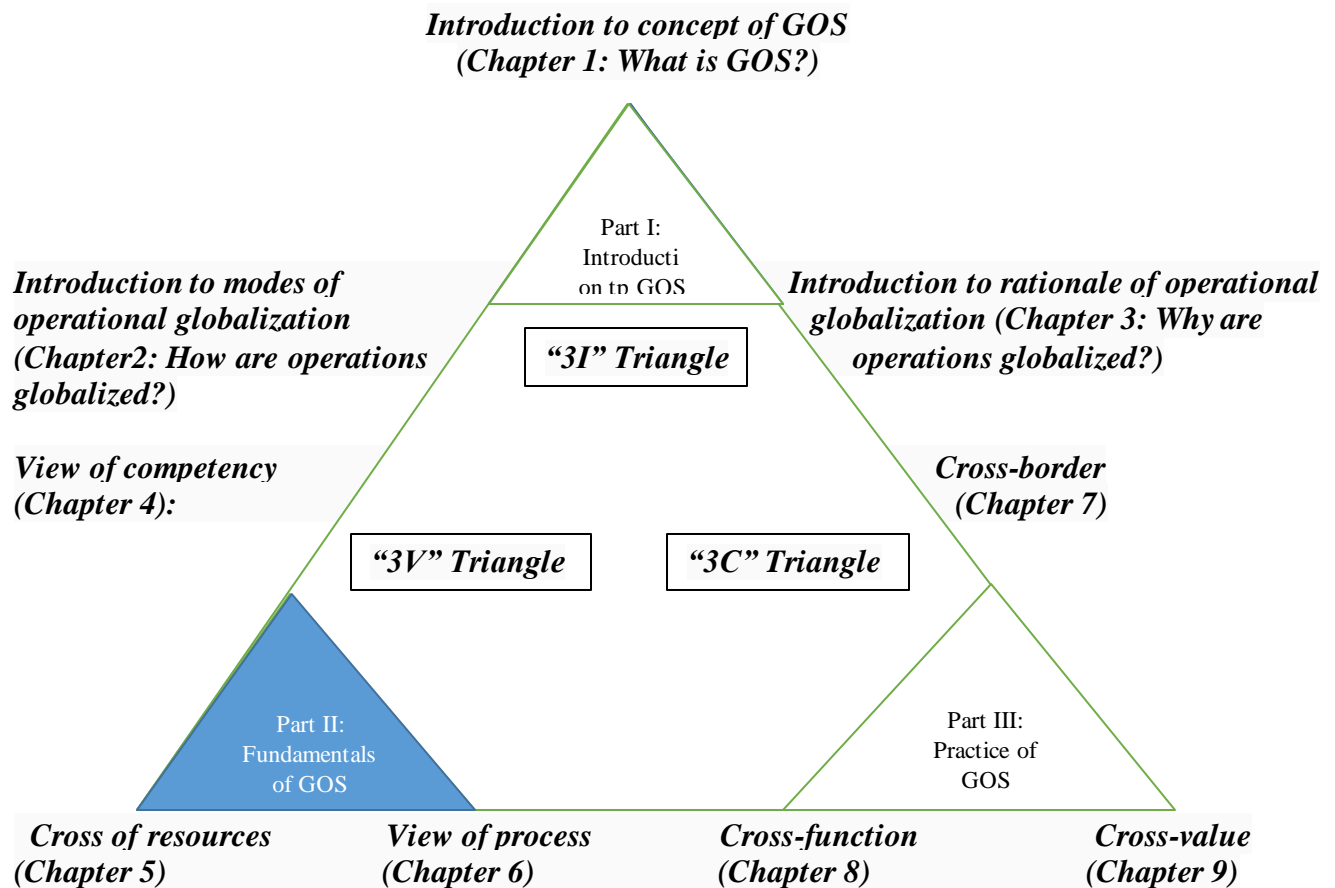 Introduction to concept of GOS
(Chapter 1: What is GOS?)
Part I:
Introducti
on tp GOS
Introduction to modes of
operational globalization
(Chapter2: How are operations
globalized?)
Introduction to rationale of operational
globalization (Chapter 3: Why are
operations globalized?)
“3I” Triangle
View of competency
(Chapter 4):
Cross-border
(Chapter 7)
“3V” Triangle
“3C” Triangle
Part II:
Fundamentals
of GOS
Part III:
Practice of
GOS
Cross of resources
(Chapter 5)
View of process
(Chapter 6)
Cross-function
(Chapter 8)
Cross-value
(Chapter 9)